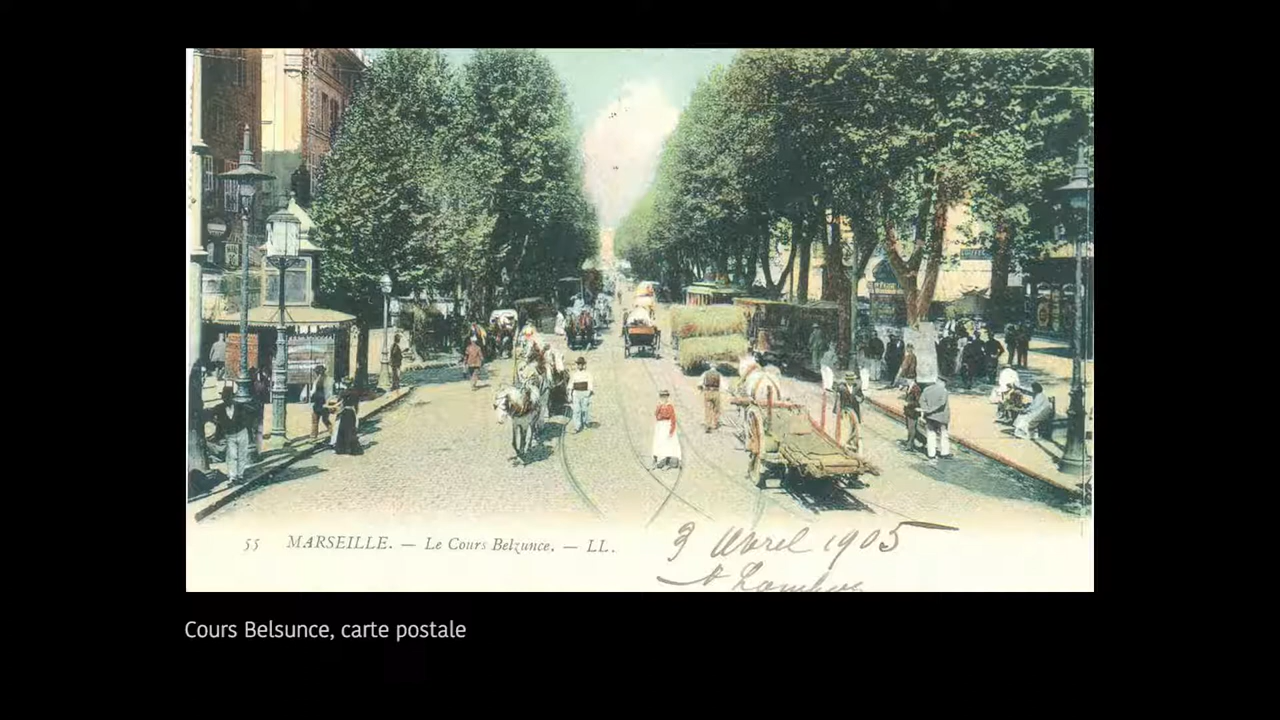 55 MARSEILLE. — Le Cours Belzunce. — LL.
3 Avril 1905
Cours Belsunce, carte postale